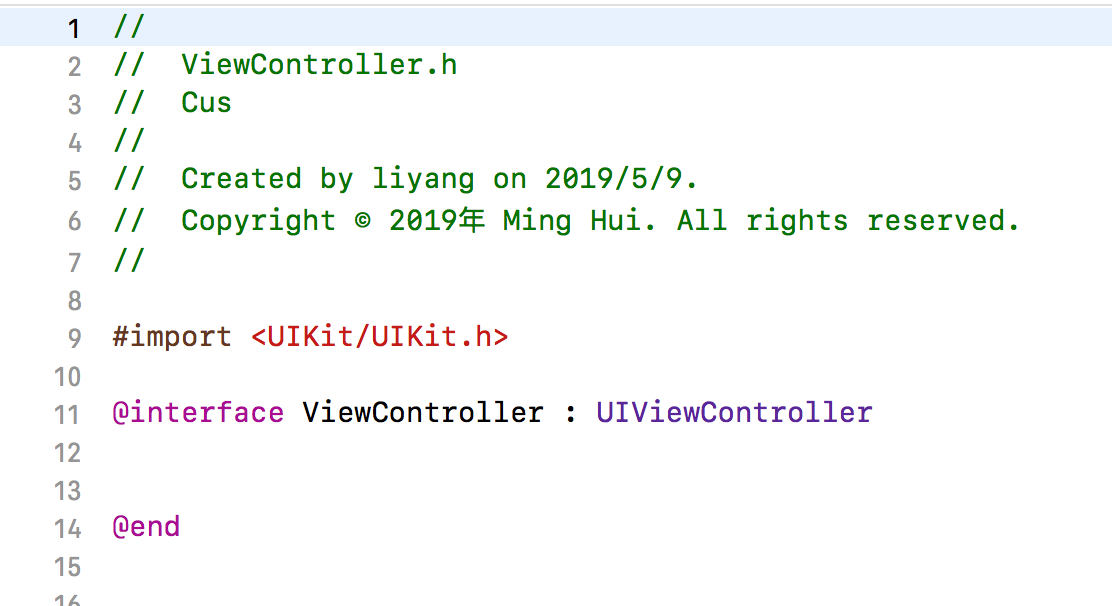 1 //
2 //  ViewController.h
3 //  Cus
4 //
5 //  Created by liyang on 2019/5/9.
6 //  Copyright © 2019年 Ming Hui. All rights reserved.
7 //
8
9 #import <UIKit/UIKit.h>
10
11 @interface ViewController : UIViewController
12
13
14 @end
15
16